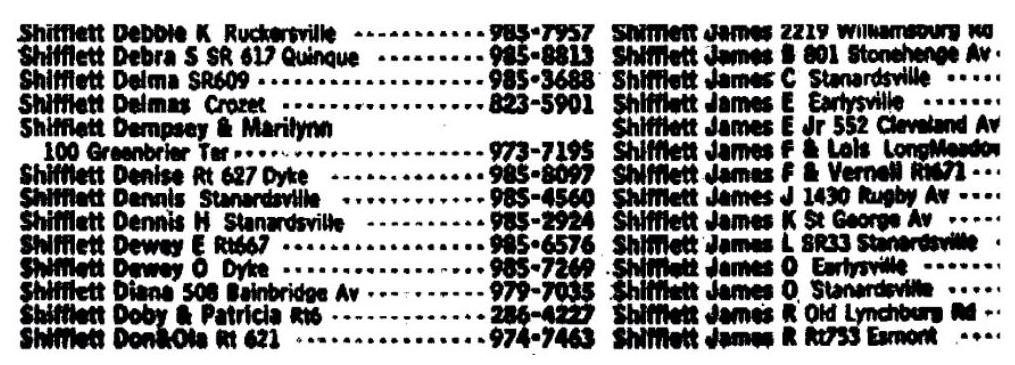 Shifflett Debbie K Ruckersville ------------- 985-7957
Shifflett Debra S SR 617 Quinque ------------ 985-8813
Shifflett Delma SR609 ----------------------- 985-3688
Shifflett Delmas Crozet --------------------- 823-5901
Shifflett Dempsey & Marilynn
100 Greenbrier Ter ------------------------- 973-7195
Shifflett Denise Rt 627 Dyke ---------------- 985-8097
Shifflett Dennis Stanardsville -------------- 985-4560
Shifflett Dennis H Stanardsville ------------ 985-2924
Shifflett Dewey E Rt667 --------------------- 985-6576
Shifflett Dewey O Dyke ---------------------- 985-7269
Shifflett Diana 508 Bainbridge Av ----------- 979-7035
Shifflett Doby & Patricia Rt6 --------------- 286-4227
Shifflett Don&Ola Rt 621 -------------------- 974-7463
Shifflett James 2219 Williamsburg Rd
Shifflett James B 801 Stonehenge Av -
Shifflett James C Stanardsville -----
Shifflett James E Earlysville ------
Shifflett James E Jr 552 Cleveland Av
Shifflett James F & Lois LongMeadow
Shifflett James F & Vernell Rt671 ---
Shifflett James J 1430 Rugby Av ----
Shifflett James K St George Av -----
Shifflett James L SR33 Stanardsville -
Shifflett James O Earlysville ------
Shifflett James O Stanardsville -----
Shifflett James R Old Lynchburg Rd --
Shifflett James R Rt753 Esmont ----